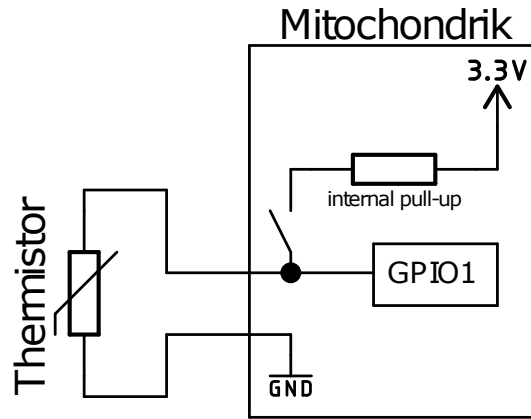 Mitochondrik
3.3V
internal pull-up
Thermistor
GPIO1
GND